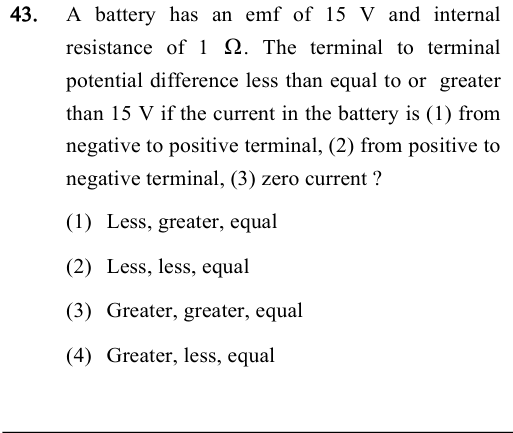 43. A battery has an emf of 15 V and internal
resistance of 1 Ω. The terminal to terminal
potential difference less than equal to or greater
than 15 V if the current in the battery is (1) from
negative to positive terminal, (2) from positive to
negative terminal, (3) zero current ?
(1) Less, greater, equal
(2) Less, less, equal
(3) Greater, greater, equal
(4) Greater, less, equal